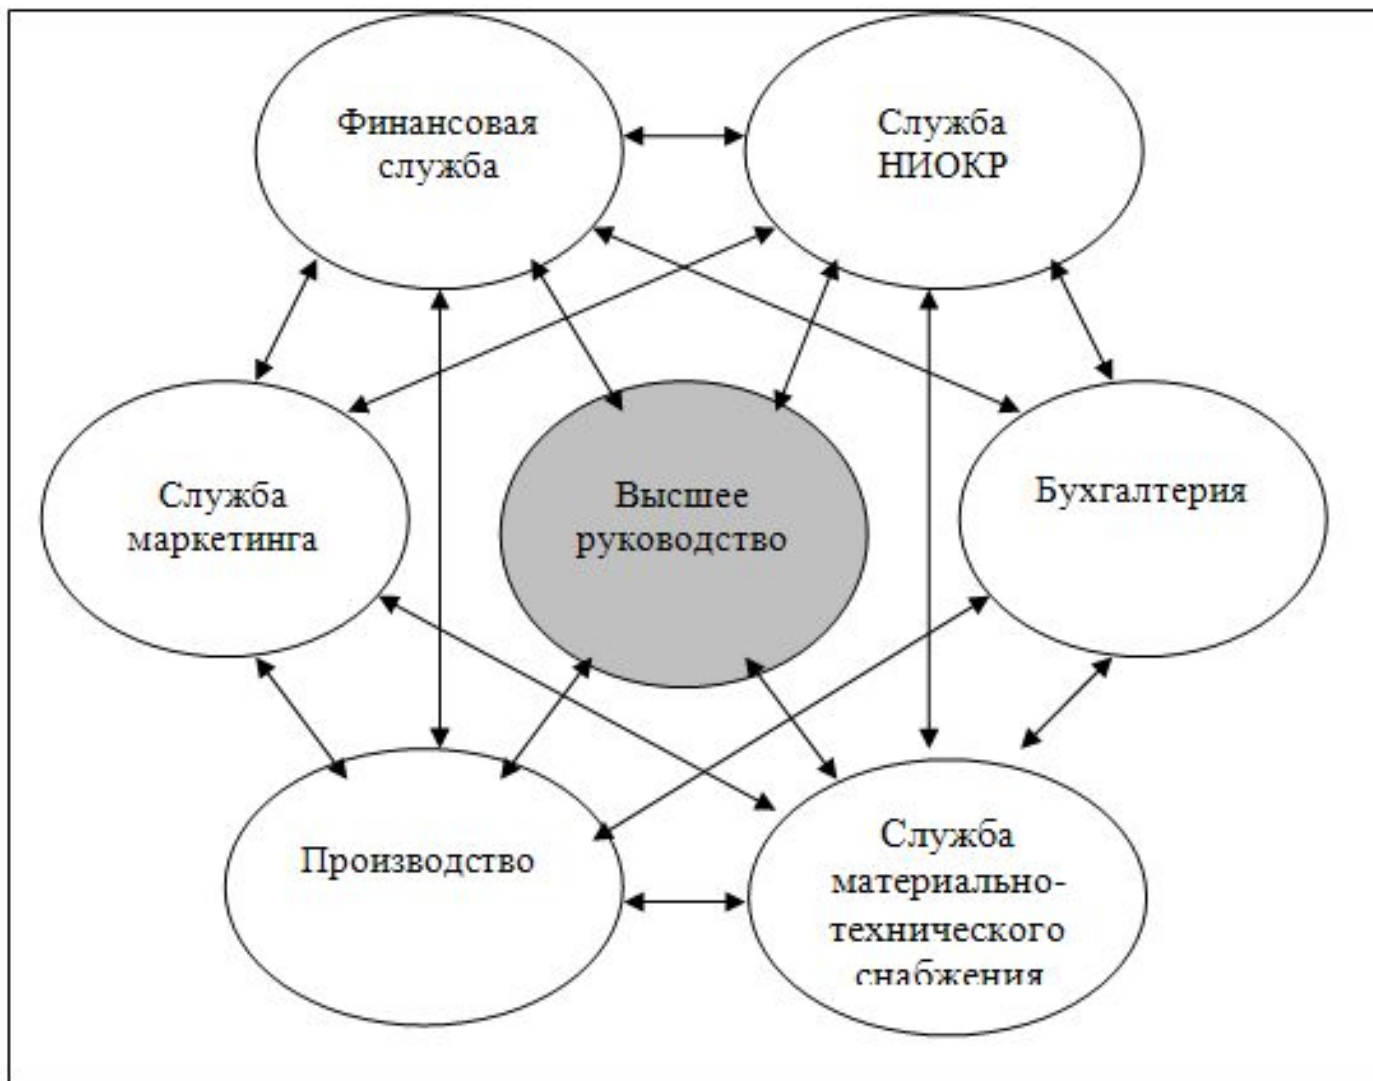 Финансовая
служба
Служба
НИОКР
Служба
маркетинга
Высшее
руководство
Бухгалтерия
Производство
Служба
материально-
технического
снабжения